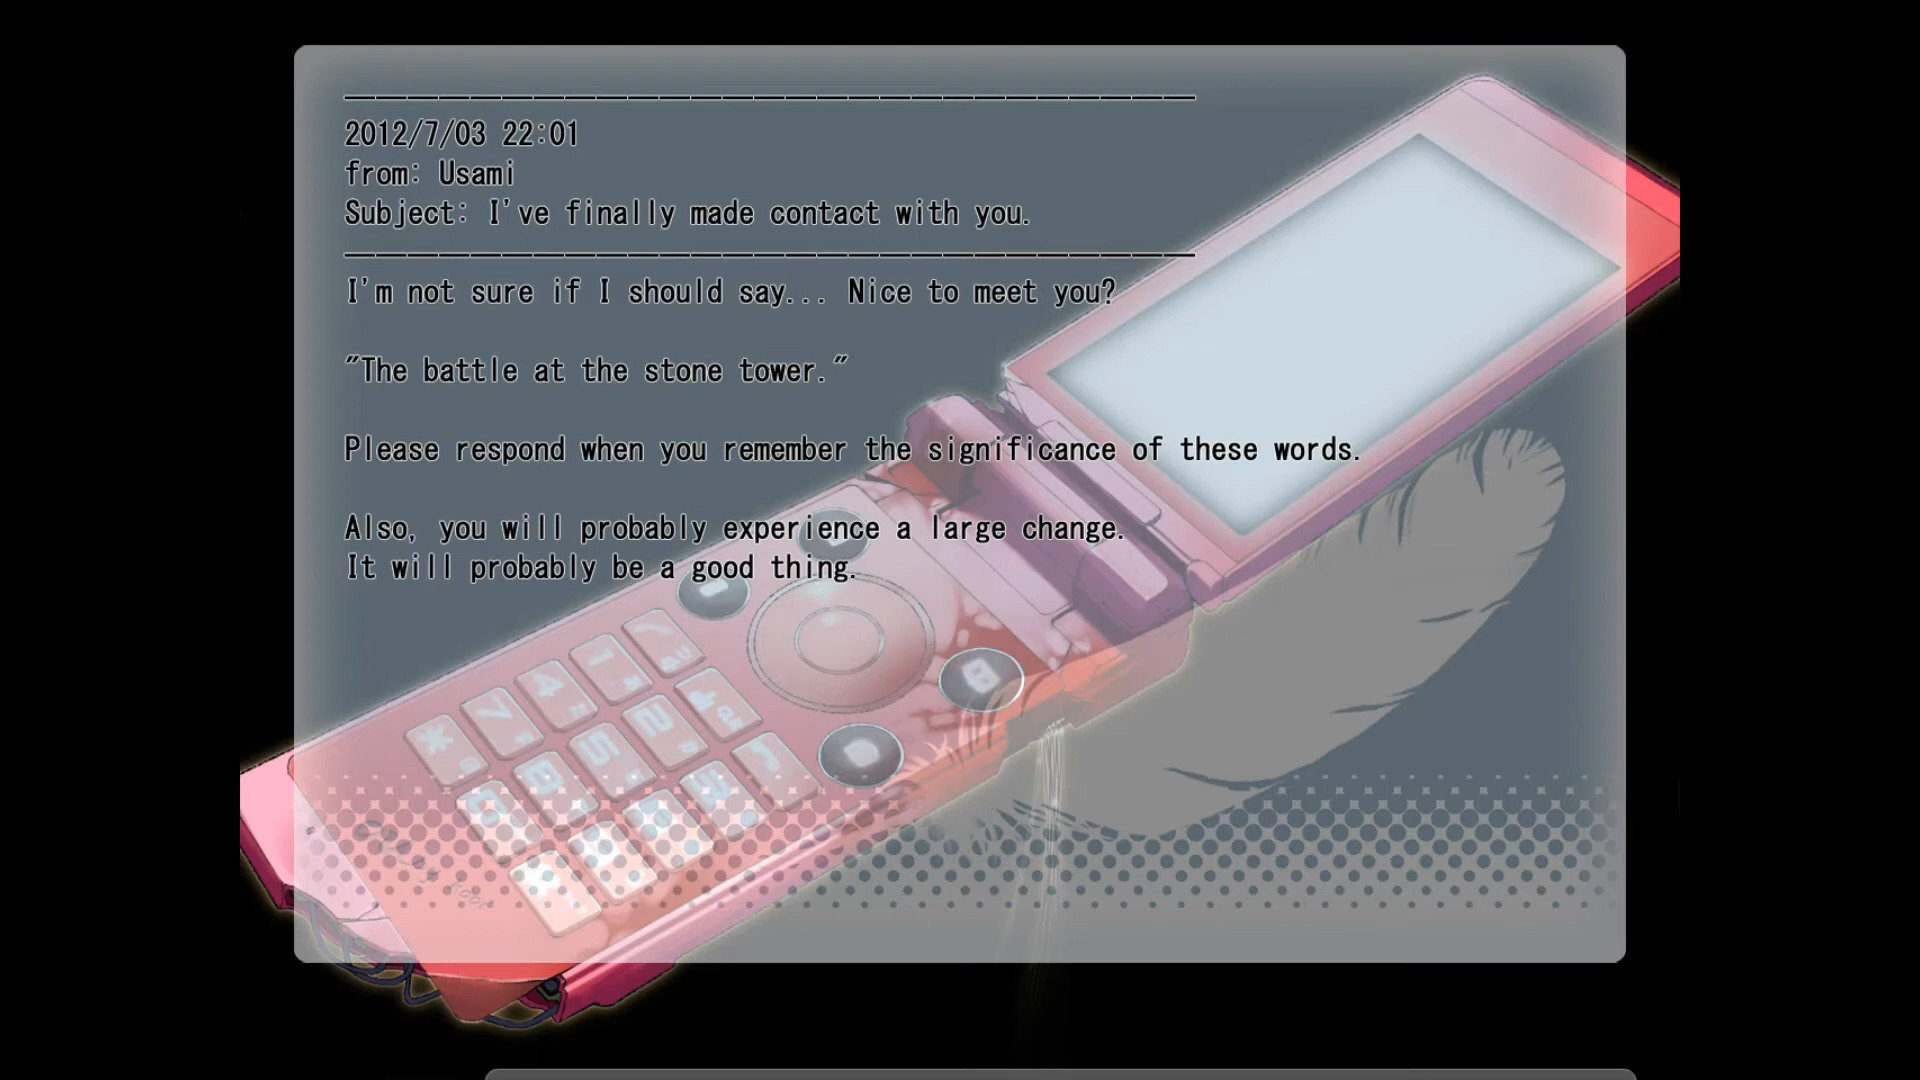 2012/7/03 22:01
from: Usami
Subject: I've finally made contact with you.
I'm not sure if I should say... Nice to meet you?
"The battle at the stone tower."
Please respond when you remember the significance of these words.
Also, you will probably experience a large change.
It will probably be a good thing.